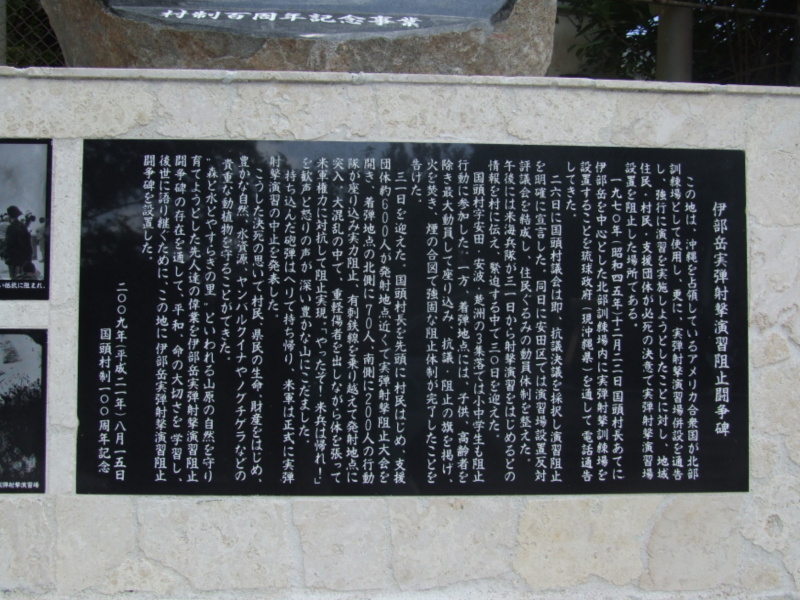 村制百周年記念事業
伊部岳実弾射撃演習阻止闘争碑
この地は、沖縄を占領しているアメリカ合衆国が北部
訓練場として使用し、更に、実弾射撃演習場併設を通告
し、強行に演習を実施しようとしたことに対し、地域
住民、村民、支援団体が必死の決意で実弾射撃演習場
設置を阻止した場所である。
一九七〇年(昭和四五年)十二月二二日国頭村長あてに
伊部岳を中心とした北部訓練場内に実弾射撃訓練場を
設置することを琉球政府(現沖縄県)を通して電話通告
してきた。
二六日に国頭村議会は即、抗議決議を採択し演習阻止
を明確に宣言した。同日に安田区では演習場設置反対
評議会を結成し、住民ぐるみの動員体制を整えた。
午後には米海兵隊が三一日から射撃演習をはじめるとの
情報を村に伝え、緊迫する中で三〇日を迎えた。
国頭村字安田、安波、楚洲の3集落では小中学生も阻止
行動に参加した。一方、着弾地点には、子供、高齢者を
除き最大動員して座り込み、抗議・阻止の旗を掲げ、
火を焚き、煙の合図で強固な阻止体制が完了したことを
告げた。
三一日を迎えた。国頭村長を先頭に村民はじめ、支援
団体約600人が発射地点近くで実弾射撃阻止大会を
開き、着弾地点の北側に70人、南側に200人の行動
隊が座り込み実力阻止、有刺鉄線を乗り越えて発射地点に
突入、大混乱の中で、重軽傷者を出しながら体を張って
米軍権力に対抗して阻止実現。"やったぞ!米兵は帰れ!"
を歓声と怒りの声が、深い豊かな山にこだました。
持ち込んだ砲弾はヘリで持ち帰り、米軍は正式に実弾
射撃演習の中止を発表した。
こうした決死の思いで村民、県民の生命、財産をはじめ、
豊かな自然、水資源、ヤンバルクイナやノグチゲラなどの
貴重な動植物を守ることができた。
"森と水とやすらぎの里"といわれる山原の自然を守り
育てようとした先人達の偉業を伊部岳実弾射撃演習阻止
闘争碑の存在を通して、平和、命の大切さを学習し、
後世に語り継ぐために、この地に伊部岳実弾射撃演習阻止
闘争碑を設置した。
二〇〇九年(平成二一年)八月一五日
国頭村制一〇〇周年記念
い抵抗に阻まれ、
実弾射撃演習場